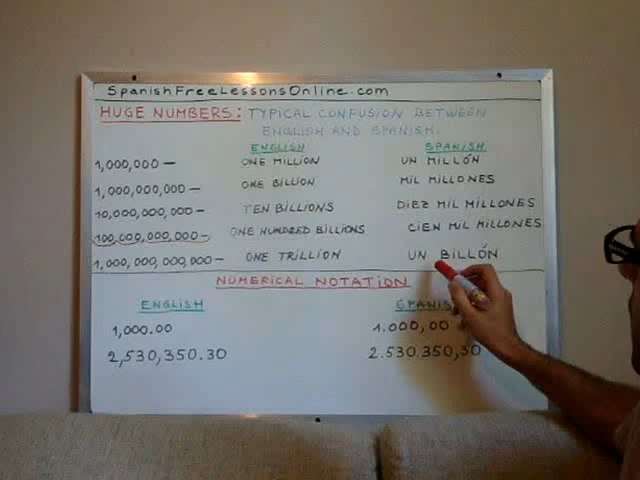 SpanishFreeLessonsOnline.com
HUGE NUMBERS: TYPICAL CONFUSION BETWEEN
ENGLISH AND SPANISH.
ENGLISH SPANISH
1,000,000 — ONE MILLION UN MILLÓN
1,000,000,000 — ONE BILLION MIL MILLONES
10,000,000,000 — TEN BILLIONS DIEZ MIL MILLONES
100,000,000,000 — ONE HUNDRED BILLIONS CIEN MIL MILLONES
1,000,000,000,000 — ONE TRILLION UN BILLÓN
NUMERICAL NOTATION
ENGLISH SPANIS
1,000.00 1.000,00
2,530,350.30 2.530.350,30